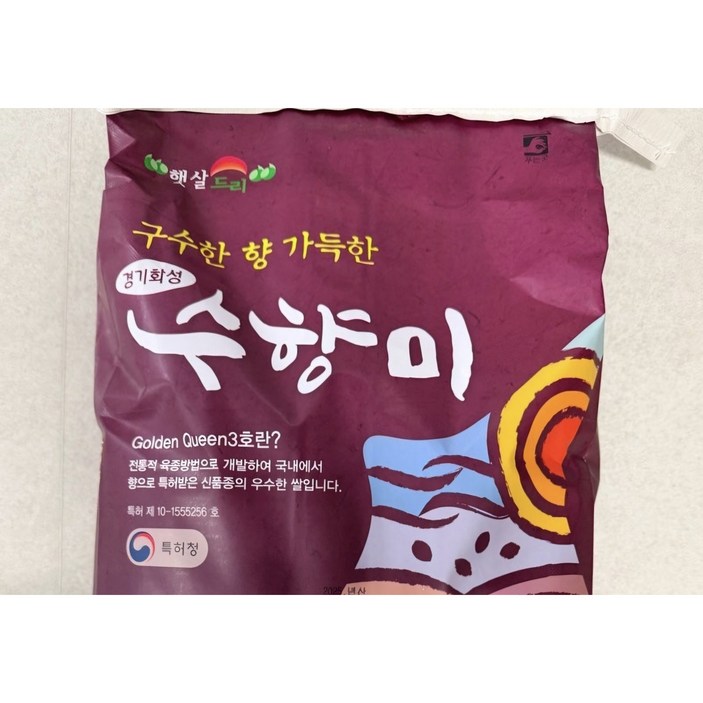 햇살드리
구수한 향 가득한
경기화성
수향미
Golden Queen3호란?
전통적 육종방법으로 개발하여 국내에서
향으로 특허받은 신품종의 우수한 쌀입니다.
특허 제 10-1555256 호
특허청
년산